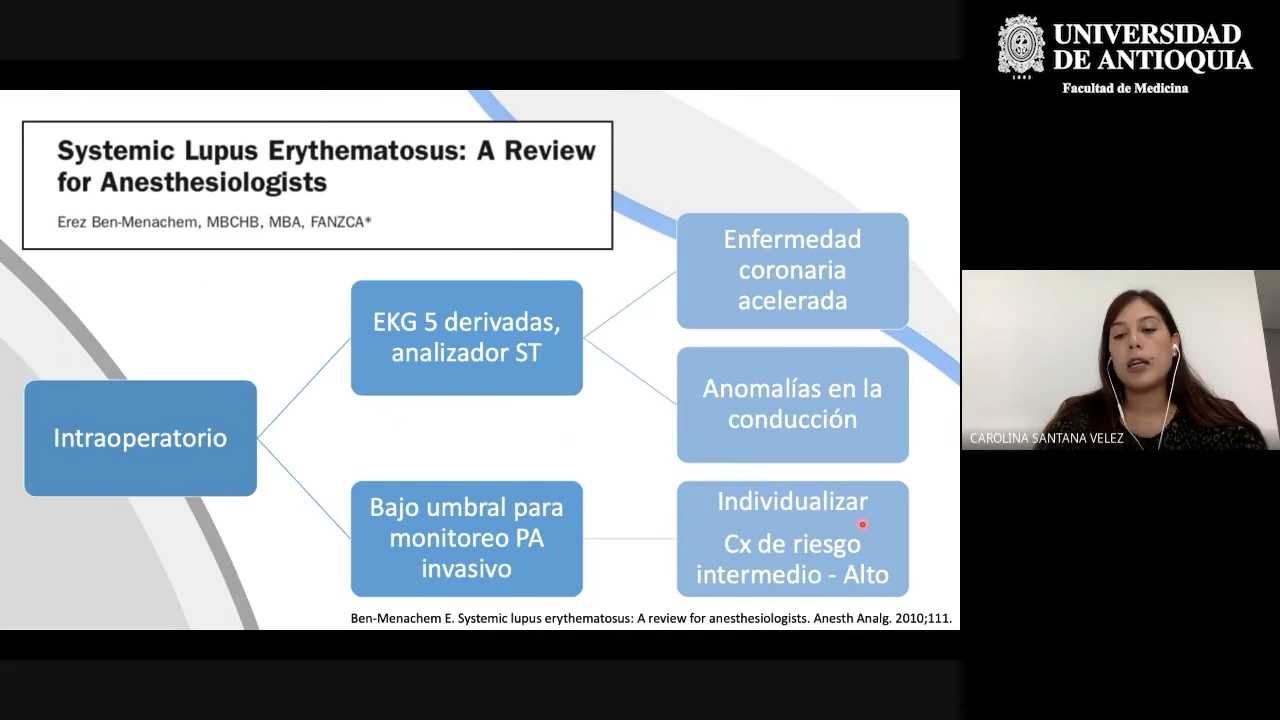 UNIVERSIDAD
DE ANTIOQUIA
1803
Facultad de Medicina
Systemic Lupus Erythematosus: A Review
for Anesthesiologists
Erez Ben-Menachem, MBCHB, MBA, FANZCA*
Intraoperatorio
EKG 5 derivadas,
analizador ST
Enfermedad
coronaria
acelerada
Anomalías en la
conducción
Bajo umbral para
monitoreo PA
invasivo
Individualizar
Cx de riesgo
intermedio - Alto
Ben-Menachem E. Systemic lupus erythematosus: A review for anesthesiologists. Anesth Analg. 2010;111.
CAROLINA SANTANA VELEZ